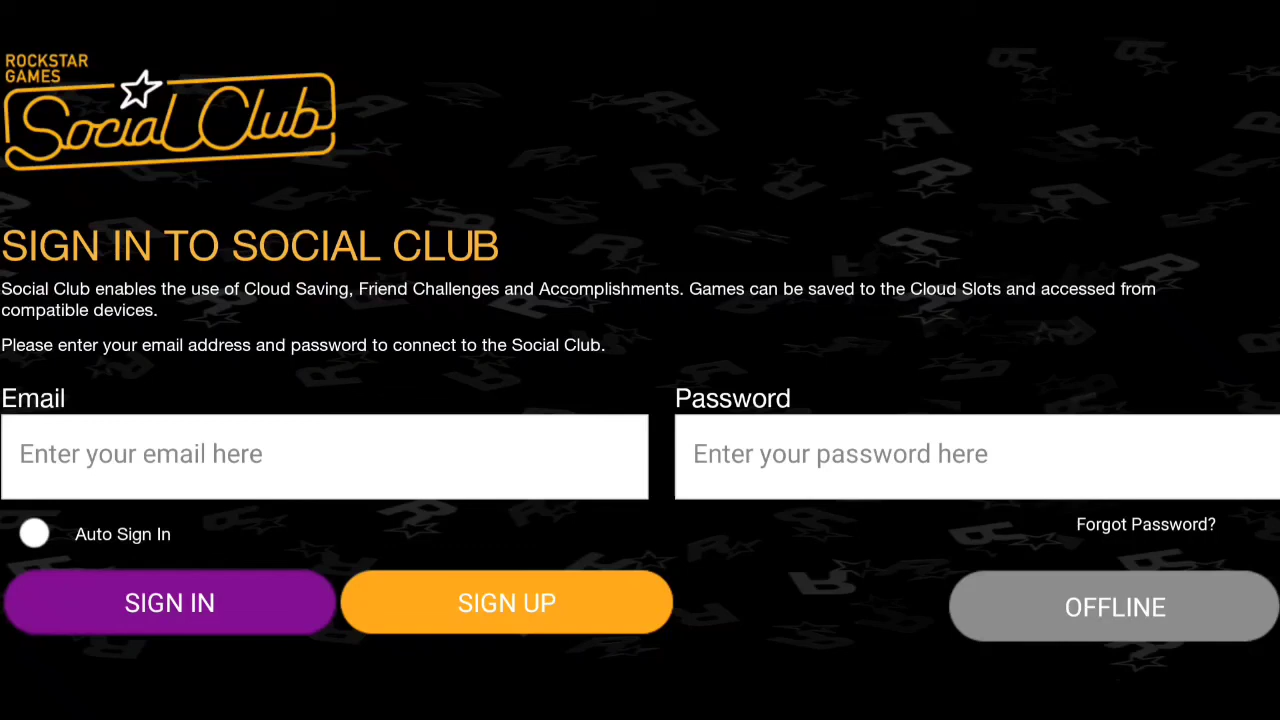 ROCKSTAR
GAMES
Social Club
SIGN IN TO SOCIAL CLUB
Social Club enables the use of Cloud Saving, Friend Challenges and Accomplishments. Games can be saved to the Cloud Slots and accessed from
compatible devices.
Please enter your email address and password to connect to the Social Club.
Email
Password
Enter your email here
Enter your password here
Auto Sign In
Forgot Password?
SIGN IN
SIGN UP
OFFLINE